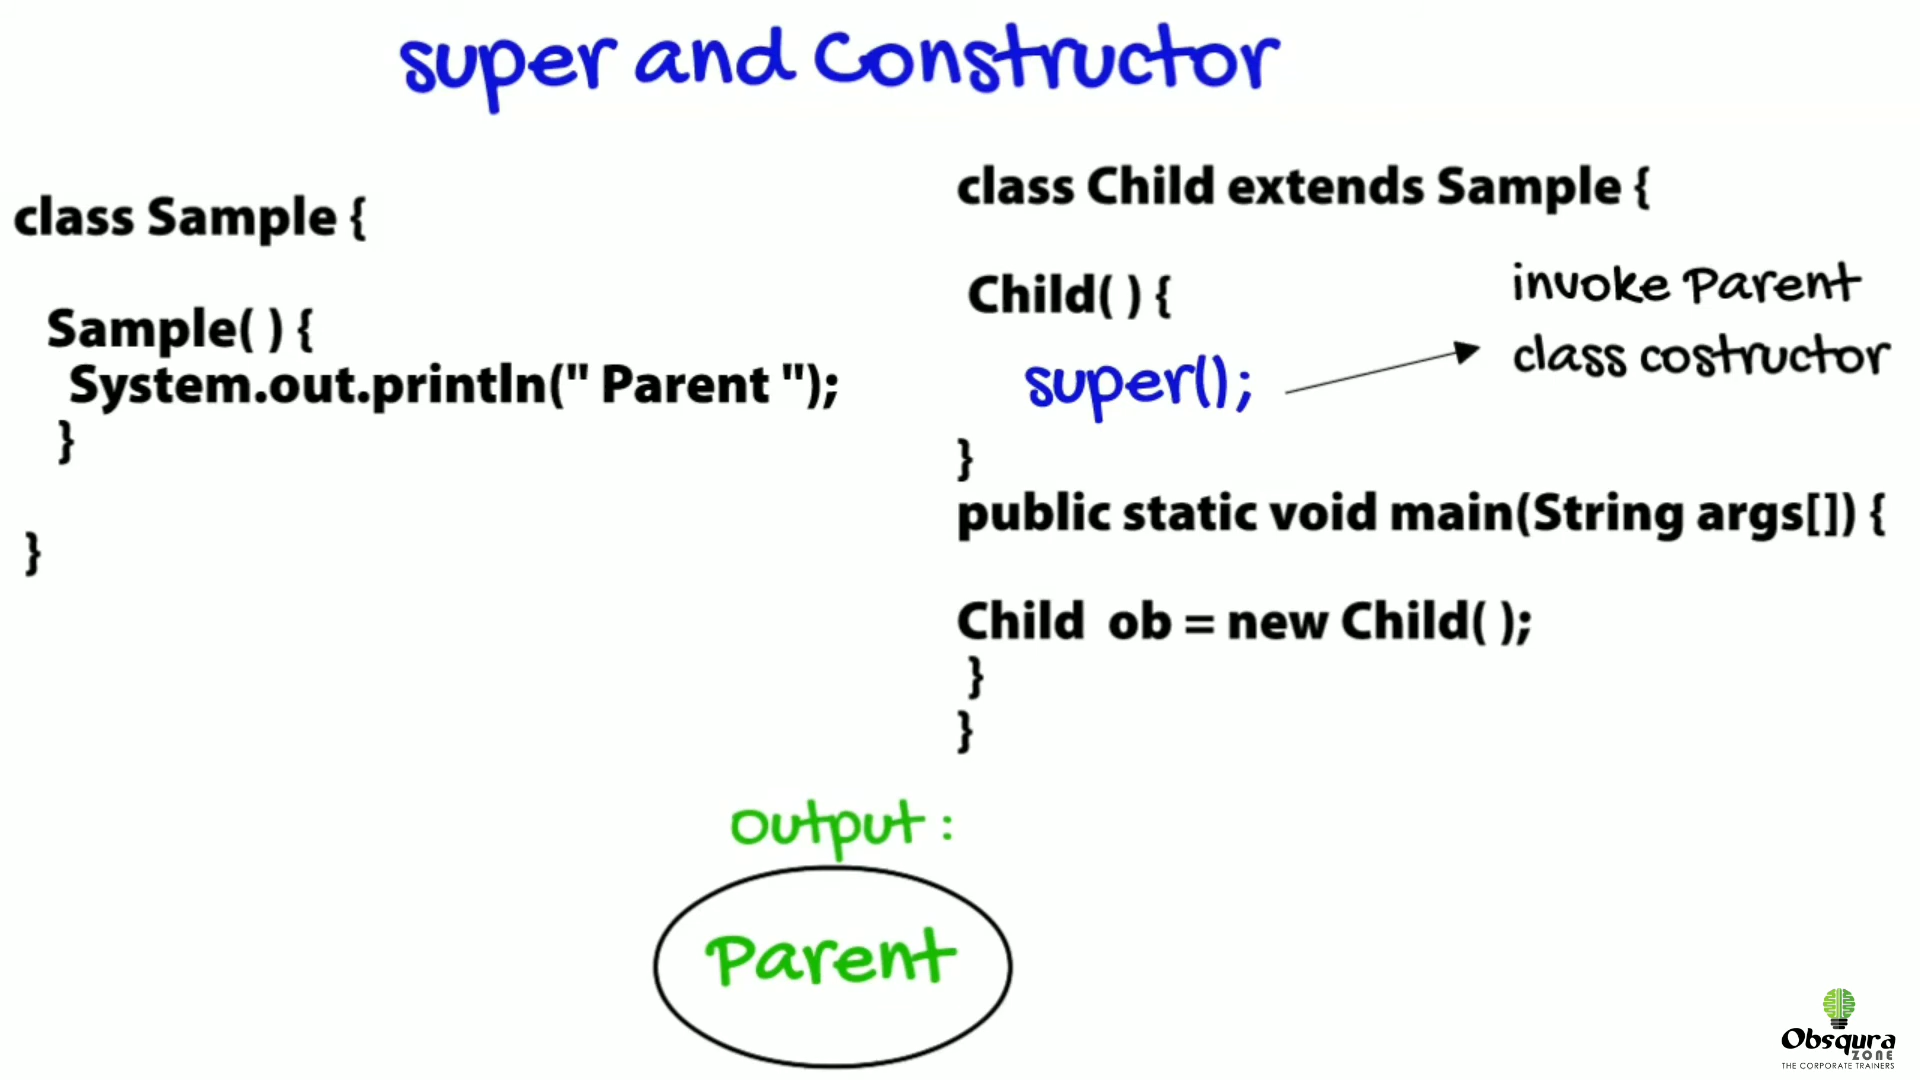 super and Constructor
class Sample {
Sample( ) {
System.out.println(" Parent ");
}
}
class Child extends Sample {
Child( ) {
super();
invoke Parent
class costructor
}
public static void main(String args[]) {
Child ob = new Child( );
}
}
Output :
Parent
Obsqura
ZONE
THE CORPORATE TRAINERS